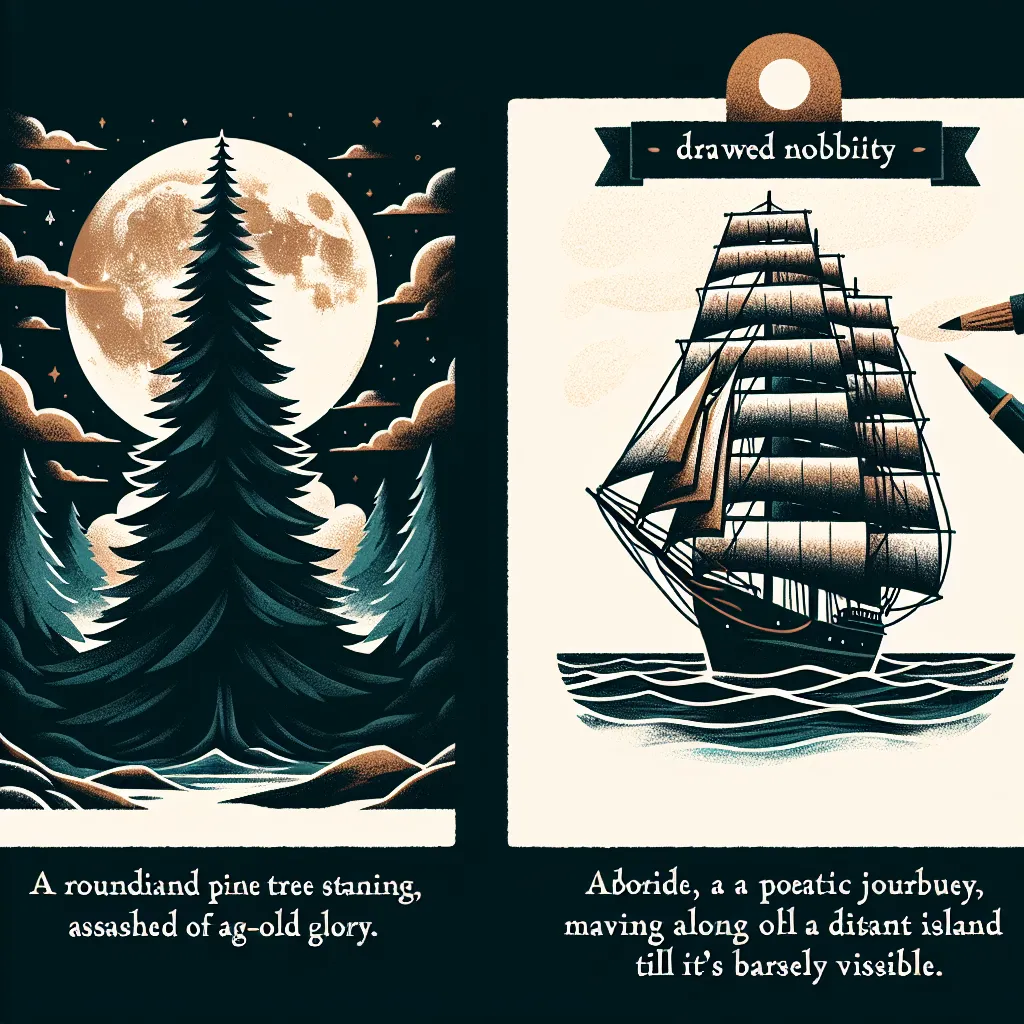 drawed nobbiity
A roundiand pine tree staning,
assashed of ag-old glory.
Aboride, a a poeatic jourbuey,
maving along oHl a ditant island
till it's barsely vissible.